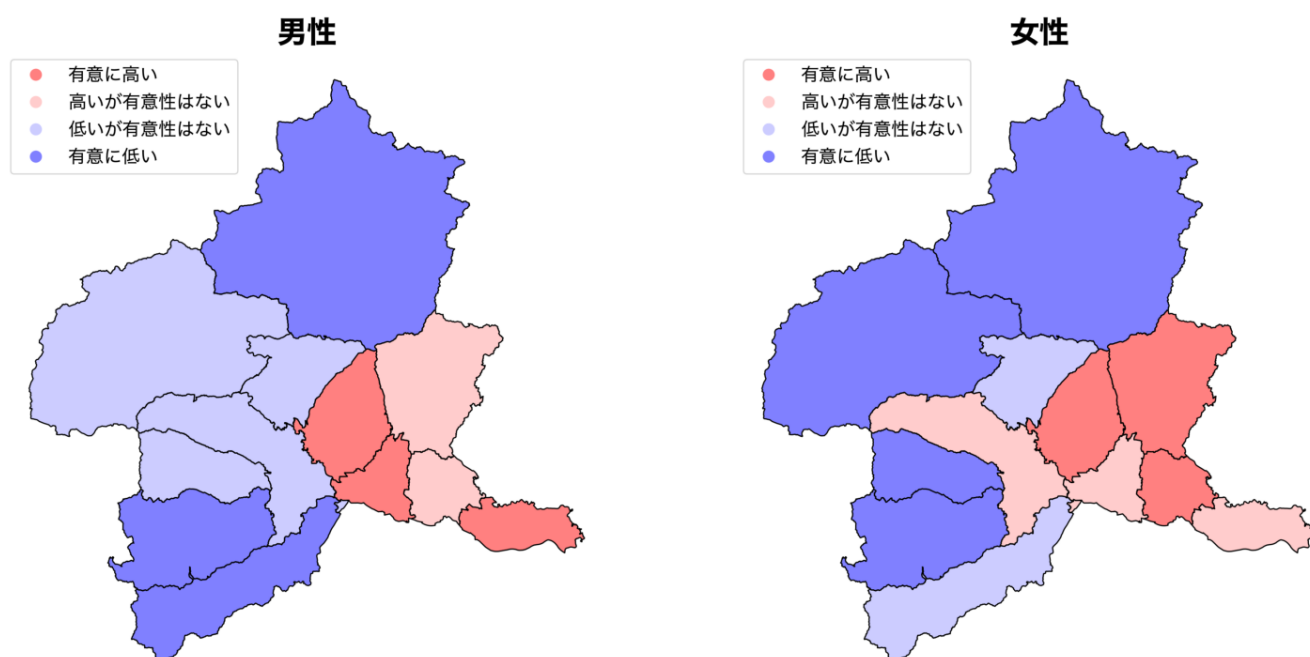 男性
有意に高い
高いが有意性はない
低いが有意性はない
有意に低い
女性
有意に高い
高いが有意性はない
低いが有意性はない
有意に低い